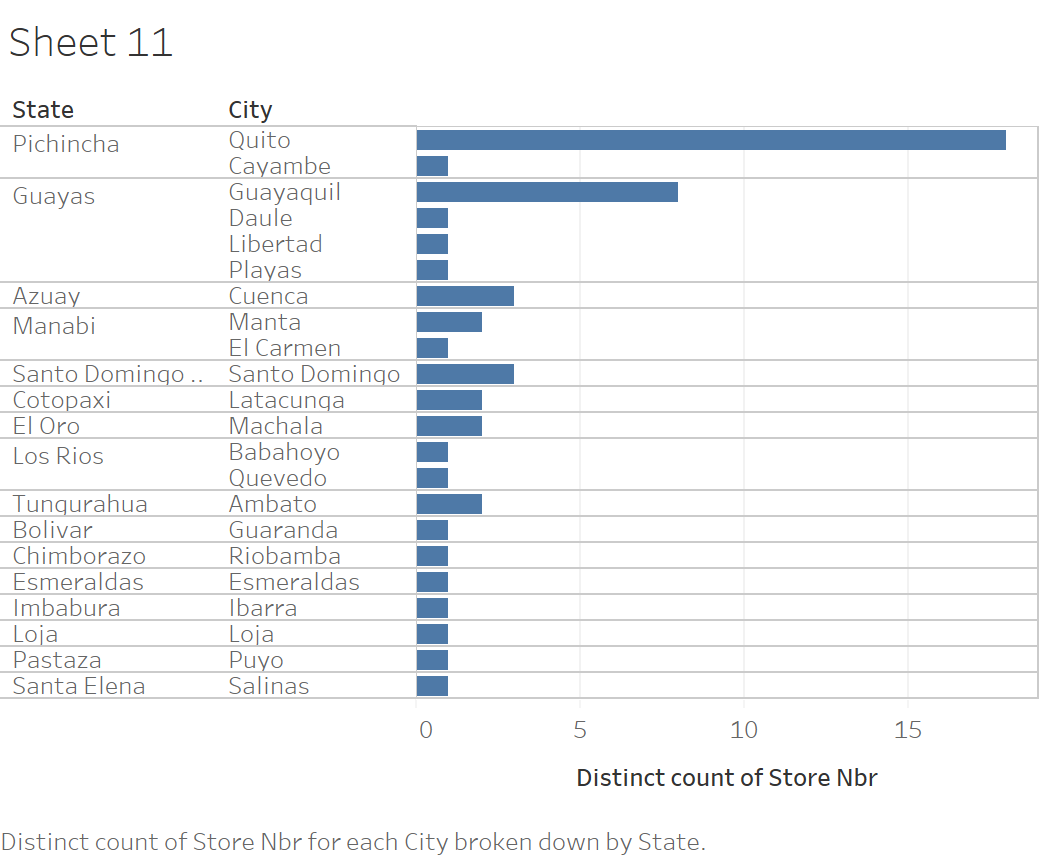 Sheet 11
State City
Pichincha Quito
Cayambe
Guayas Guayaquil
Daule
Libertad
Playas
Azuay Cuenca
Manabi Manta
El Carmen
Santo Domingo .. Santo Domingo
Cotopaxi Latacunga
El Oro Machala
Los Rios Babahoyo
Quevedo
Tungurahua Ambato
Bolivar Guaranda
Chimborazo Riobamba
Esmeraldas Esmeraldas
Imbabura Ibarra
Loja Loja
Pastaza Puyo
Santa Elena Salinas
0 5 10 15
Distinct count of Store Nbr
Distinct count of Store Nbr for each City broken down by State.